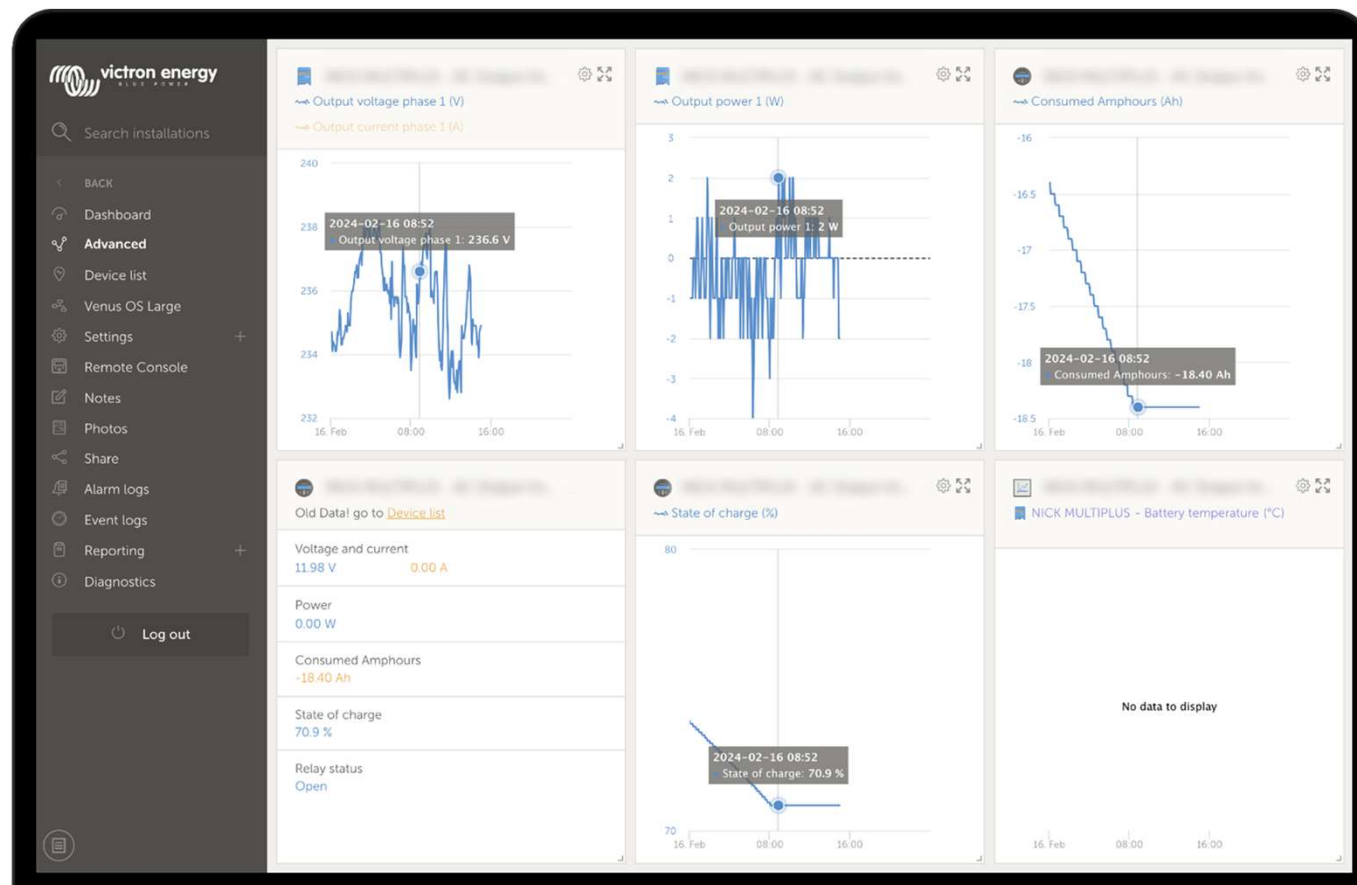 victron energy
BLUE POWER
Search installations
BACK
Dashboard
Advanced
Device list
Venus OS Large
Settings
Remote Console
Notes
Photos
Share
Alarm logs
Event logs
Reporting
Diagnostics
Log out
Output voltage phase 1 (V)
Output current phase 1 (A)
240
238
236
234
232
2024-02-16 08:52
Output voltage phase 1: 236.6 V
16. Feb 08:00 16:00
Output power 1 (W)
3
2
1
0
-1
-2
-3
-4
2024-02-16 08:52
Output power 1: 2 W
16. Feb 08:00 16:00
Consumed Amphours (Ah)
-16
-16.5
-17
-17.5
-18
-18.5
2024-02-16 08:52
Consumed Amphours: -18.40 Ah
16. Feb 08:00 16:00
Old Data! go to Device list
Voltage and current
11.98 V 0.00 A
Power
0.00 W
Consumed Amphours
-18.40 Ah
State of charge
70.9 %
Relay status
Open
State of charge (%)
80
70
2024-02-16 08:52
State of charge: 70.9 %
16. Feb 08:00 16:00
NICK MULTIPLUS - Battery temperature (°C)
No data to display
16. Feb 08:00 16:00